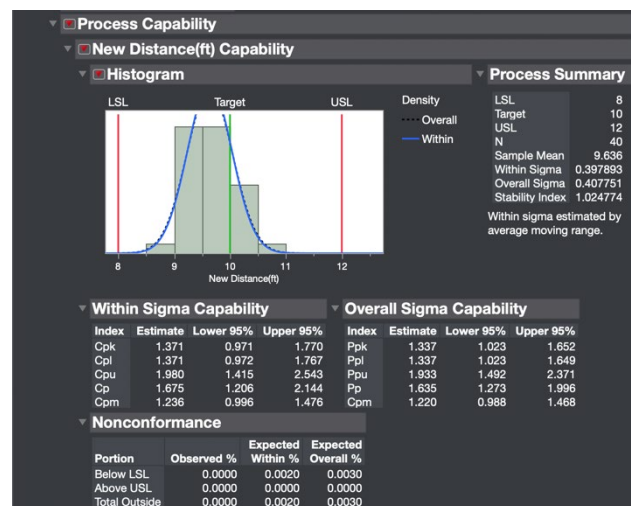 Process Capability
New Distance(ft) Capability
Histogram
LSL Target USL
8 9 10 11 12
New Distance(ft)
Density
Overall
Within
Process Summary
LSL 8
Target 10
USL 12
N 40
Sample Mean 9.636
Within Sigma 0.397893
Overall Sigma 0.407751
Stability Index 1.024774
Within sigma estimated by
average moving range.
Within Sigma Capability
Index Estimate Lower 95% Upper 95%
Cpk 1.371 0.971 1.770
Cpl 1.371 0.972 1.767
Cpu 1.980 1.415 2.543
Cp 1.675 1.206 2.144
Cpm 1.236 0.996 1.476
Overall Sigma Capability
Index Estimate Lower 95% Upper 95%
Ppk 1.337 1.023 1.652
Ppl 1.337 1.023 1.649
Ppu 1.933 1.492 2.371
Pp 1.635 1.273 1.996
Cpm 1.220 0.988 1.468
Nonconformance
Expected Expected
Portion Observed % Within % Overall %
Below LSL 0.0000 0.0020 0.0030
Above USL 0.0000 0.0000 0.0000
Total Outside 0.0000 0.0020 0.0030